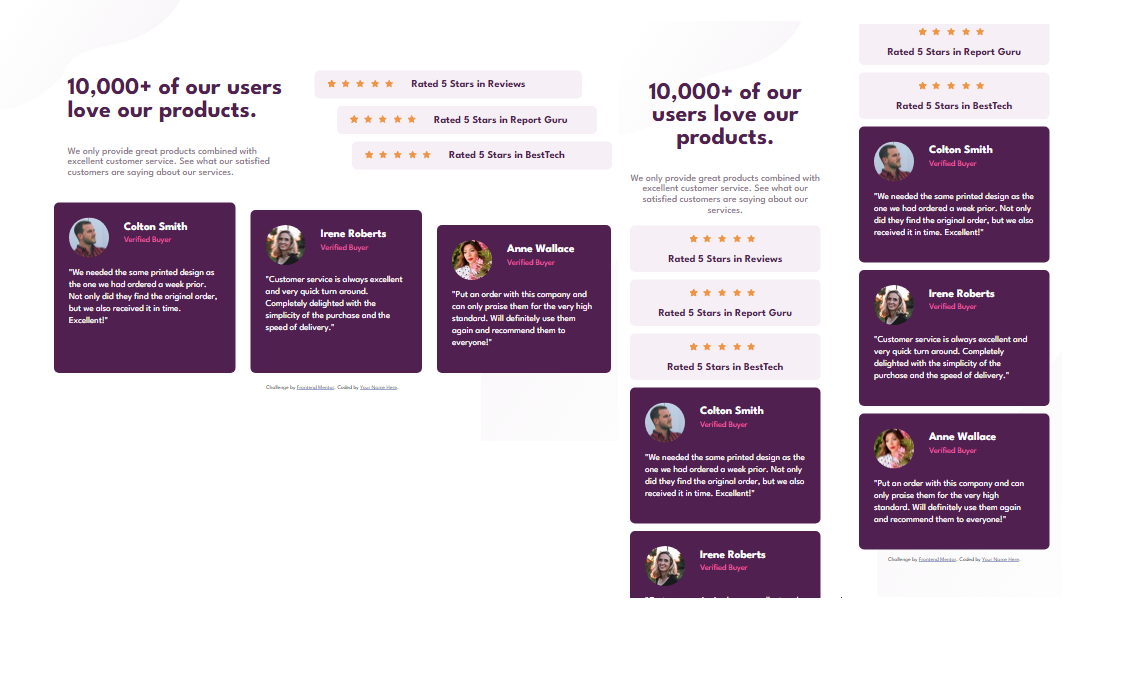 10,000+ of our users
love our products.
We only provide great products combined with
excellent customer service. See what our satisfied
customers are saying about our services.
Rated 5 Stars in Reviews
Rated 5 Stars in Report Guru
Rated 5 Stars in BestTech
Colton Smith
Verified Buyer
"We needed the same printed design as
the one we had ordered a week prior.
Not only did they find the original order,
but we also received it in time.
Excellent!"
Irene Roberts
Verified Buyer
"Customer service is always excellent
and very quick turn around.
Completely delighted with the
simplicity of the purchase and the
speed of delivery."
Anne Wallace
Verified Buyer
"Put an order with this company and
can only praise them for the very high
standard. Will definitely use them
again and recommend them to
everyone!"
Challenge by Frontend Mentor. Coded by Your Name Here.
10,000+ of our
users love our
products.
We only provide great products combined with
excellent customer service. See what our
satisfied customers are saying about our
services.
Rated 5 Stars in Reviews
Rated 5 Stars in Report Guru
Rated 5 Stars in BestTech
Colton Smith
Verified Buyer
"We needed the same printed design as the
one we had ordered a week prior. Not only
did they find the original order, but we also
received it in time. Excellent!"
Irene Roberts
Verified Buyer
Rated 5 Stars in Report Guru
Rated 5 Stars in BestTech
Colton Smith
Verified Buyer
"We needed the same printed design as the
one we had ordered a week prior. Not only
did they find the original order, but we also
received it in time. Excellent!"
Irene Roberts
Verified Buyer
"Customer service is always excellent and
very quick turn around. Completely
delighted with the simplicity of the
purchase and the speed of delivery."
Anne Wallace
Verified Buyer
"Put an order with this company and can
only praise them for the very high
standard. Will definitely use them again
and recommend them to everyone!"
Challenge by Frontend Mentor. Coded by Your Name Here.